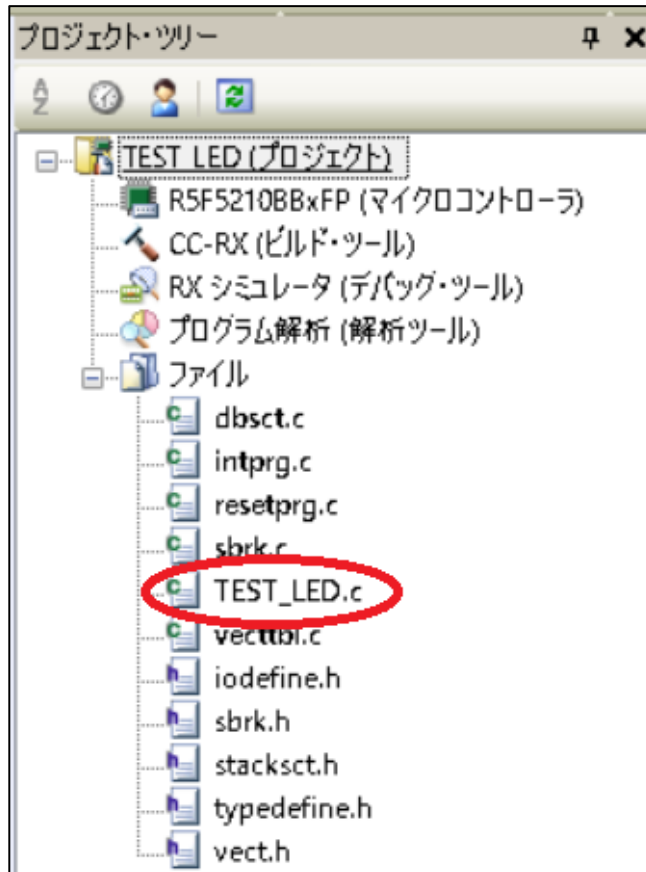 プロジェクト・ツリー
TEST_LED (プロジェクト)
R5F5210BBxFP (マイクロコントローラ)
CC-RX (ビルド・ツール)
RX シミュレータ (デバッグ・ツール)
プログラム解析 (解析ツール)
ファイル
dbsct.c
intprg.c
resetprg.c
sbrk.c
TEST_LED.c
vecttbl.c
iodefine.h
sbrk.h
stacksct.h
typedefine.h
vect.h